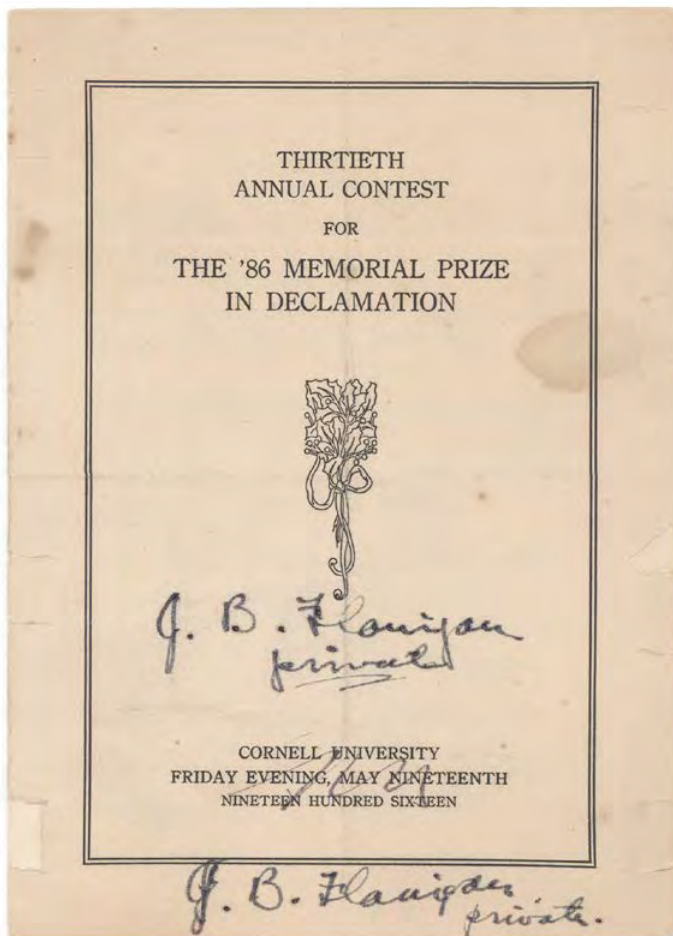 THIRTIETH
ANNUAL CONTEST
FOR
THE '86 MEMORIAL PRIZE
IN DECLAMATION
J. B. Flanigan
private
CORNELL UNIVERSITY
FRIDAY EVENING, MAY NINETEENTH
NINETEEN HUNDRED SIXTEEN
J. B. Flanigan,
private.